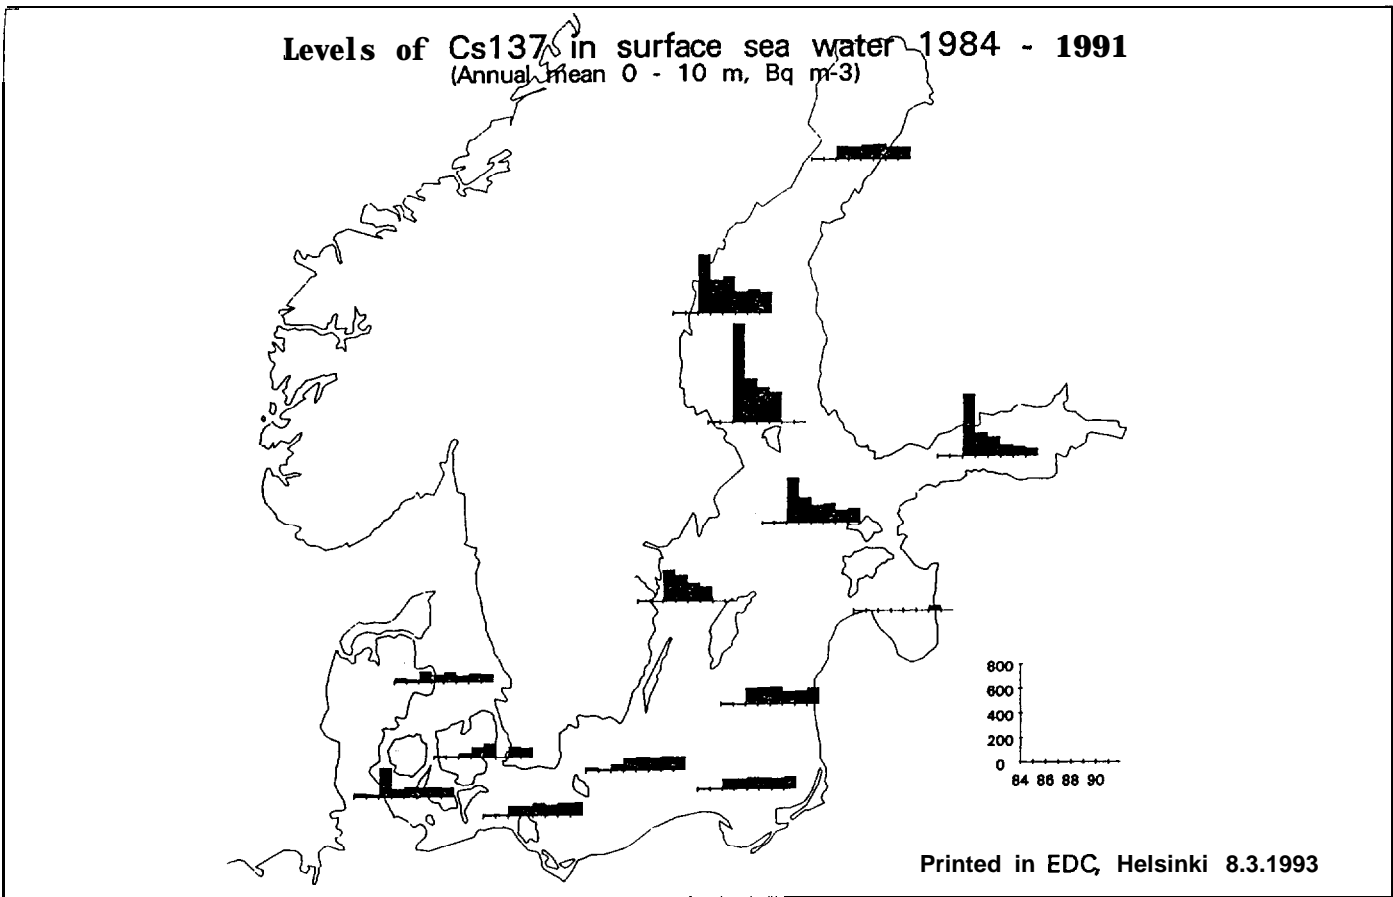 Levels of Cs137 in surface sea water 1984 - 1991
(Annual mean 0 - 10 m, Bq m-3)
800
600
400
200
0
84 86 88 90
Printed in EDC, Helsinki 8.3.1993